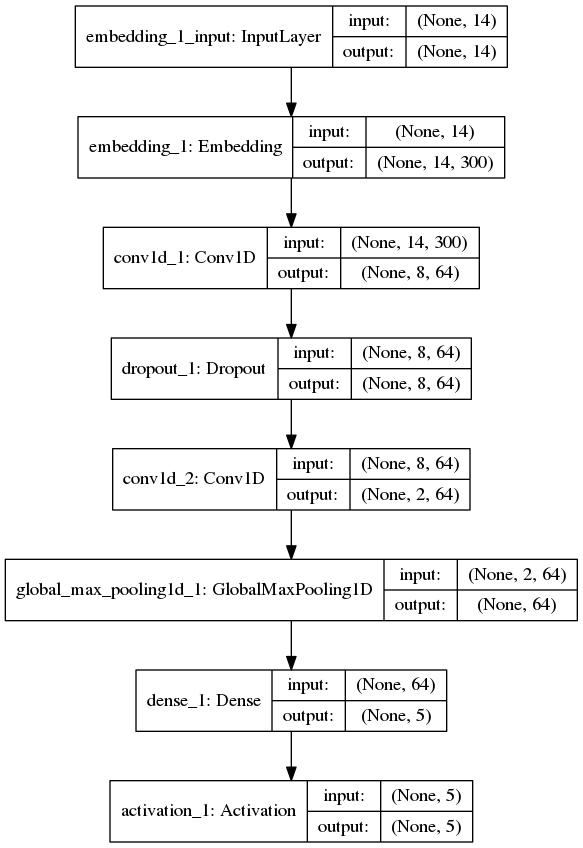 embedding_1_input: InputLayer
input: (None, 14)
output: (None, 14)
embedding_1: Embedding
input: (None, 14)
output: (None, 14, 300)
conv1d_1: Conv1D
input: (None, 14, 300)
output: (None, 8, 64)
dropout_1: Dropout
input: (None, 8, 64)
output: (None, 8, 64)
conv1d_2: Conv1D
input: (None, 8, 64)
output: (None, 2, 64)
global_max_pooling1d_1: GlobalMaxPooling1D
input: (None, 2, 64)
output: (None, 64)
dense_1: Dense
input: (None, 64)
output: (None, 5)
activation_1: Activation
input: (None, 5)
output: (None, 5)